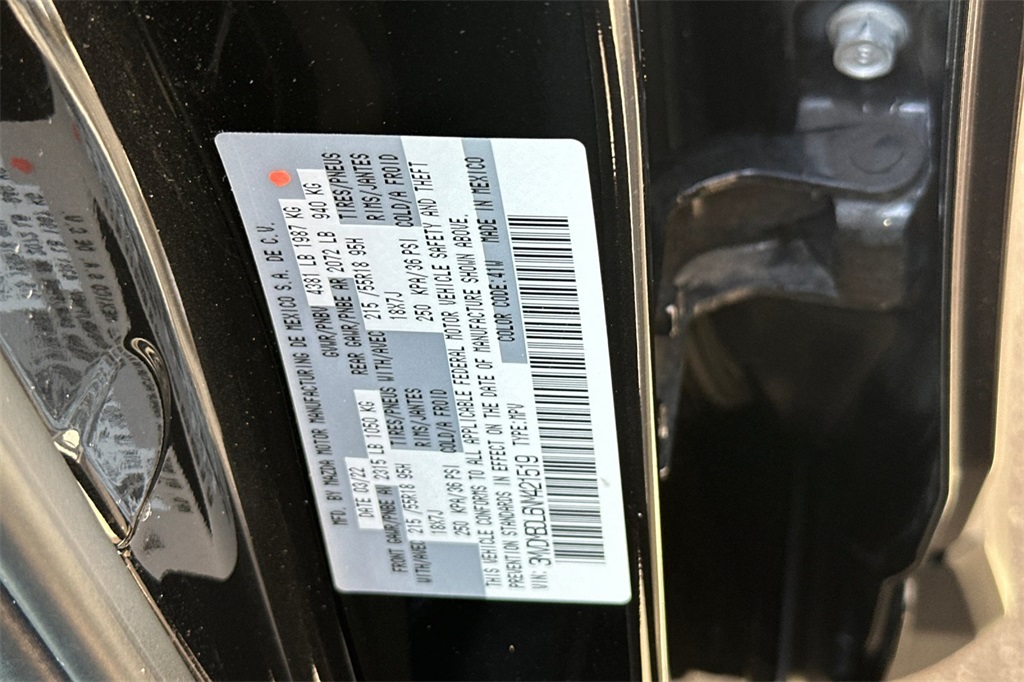 MFD. BY MAZDA MOTOR MANUFACTURING DE MEXICO S.A. DE C.V.
DATE 03/22 GVWR/PNBV 4381 LB 1987 KG
FRONT GAWR/PNBE AV 2315 LB 1050 KG REAR GAWR/PNBE AR 2072 LB 940 KG
WITH/AVEC 215/55R18 95H TIRES/PNEUS WITH/AVEC 215/55R18 95H TIRES/PNEUS
18X7J RIMS/JANTES 18X7J RIMS/JANTES
250 KPA/36 PSI COLD/A FROID 250 KPA/36 PSI COLD/A FROID
THIS VEHICLE CONFORMS TO ALL APPLICABLE FEDERAL MOTOR VEHICLE SAFETY AND THEFT
PREVENTION STANDARDS IN EFFECT ON THE DATE OF MANUFACTURE SHOWN ABOVE.
VIN: 3MVDMBDL6NM421519 TYPE:MPV COLOR CODE:41W MADE IN MEXICO